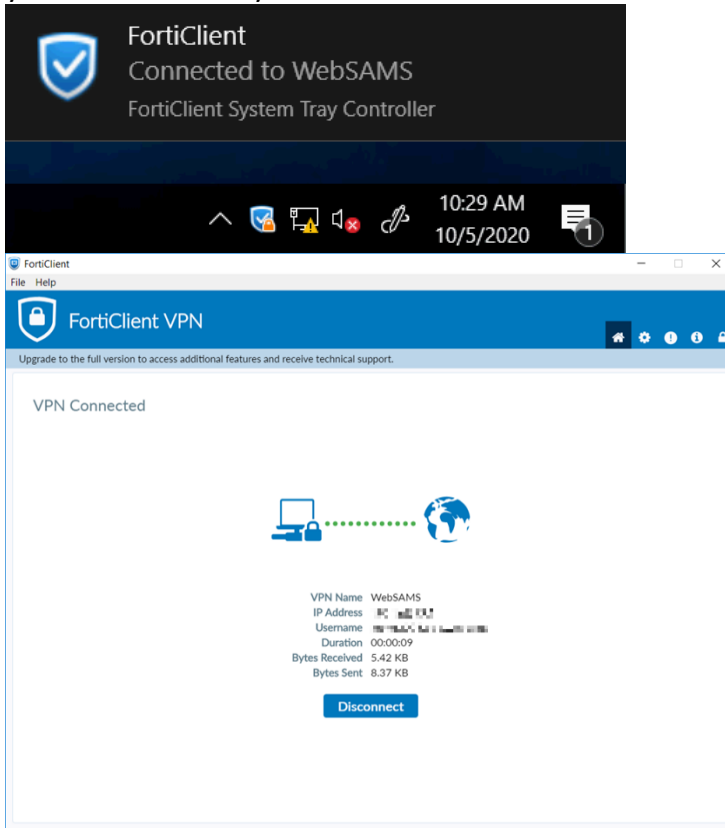 FortiClient
Connected to WebSAMS
FortiClient System Tray Controller
10:29 AM
10/5/2020
1
FortiClient
File Help
FortiClient VPN
Upgrade to the full version to access additional features and receive technical support.
VPN Connected
VPN Name WebSAMS
IP Address
Username
Duration 00:00:09
Bytes Received 5.42 KB
Bytes Sent 8.37 KB
Disconnect